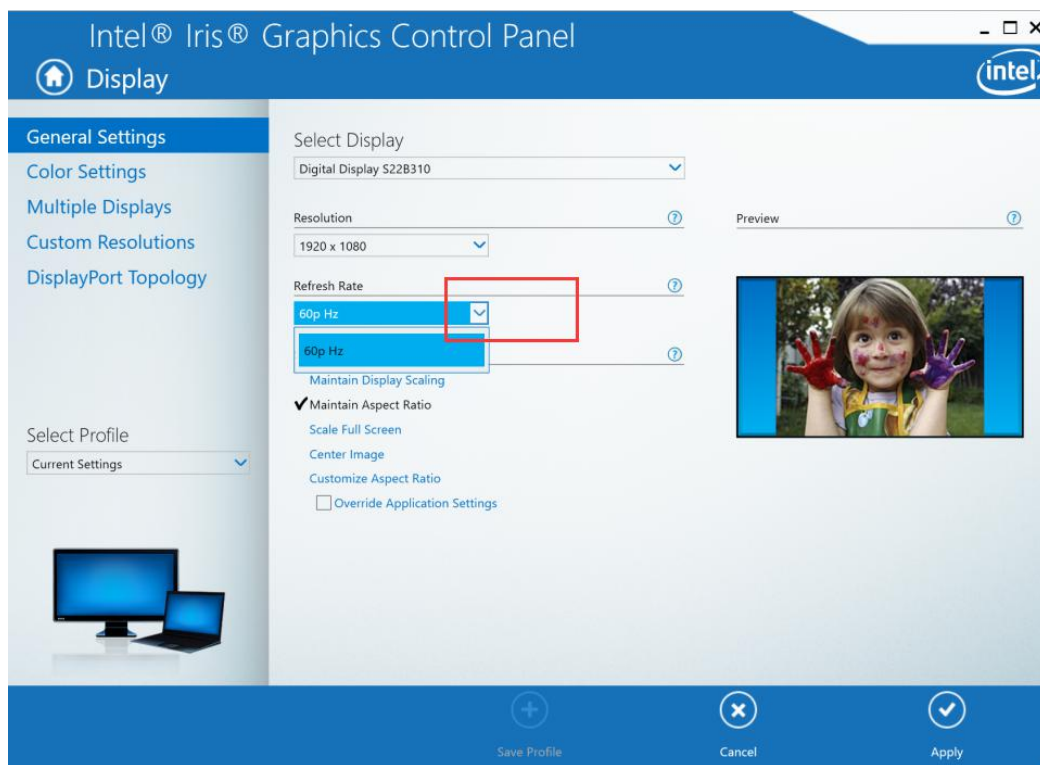 Intel® Iris® Graphics Control Panel
Display
intel
General Settings
Color Settings
Multiple Displays
Custom Resolutions
DisplayPort Topology
Select Profile
Current Settings
Select Display
Digital Display S22B310
Resolution
?
1920 x 1080
Refresh Rate
?
60p Hz
60p Hz
?
Maintain Display Scaling
Maintain Aspect Ratio
Scale Full Screen
Center Image
Customize Aspect Ratio
Override Application Settings
Preview
?
Save Profile
Cancel
Apply